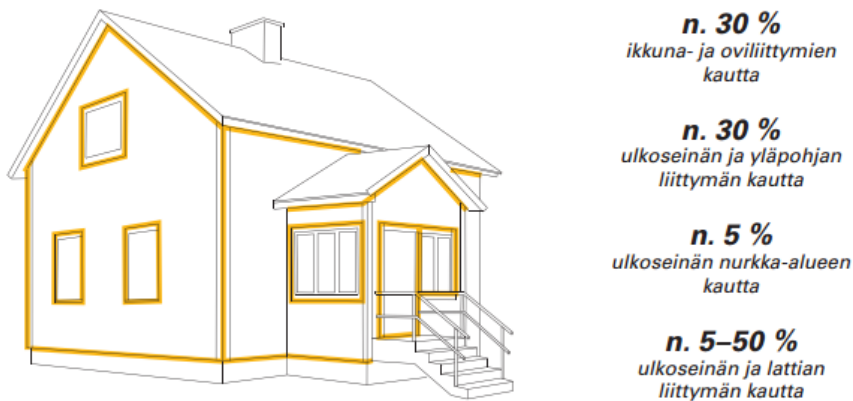 n. 30 %
ikkuna- ja oviliittymien
kautta
n. 30 %
ulkoseinän ja yläpohjan
liittymän kautta
n. 5 %
ulkoseinän nurkka-alueen
kautta
n. 5–50 %
ulkoseinän ja lattian
liittymän kautta